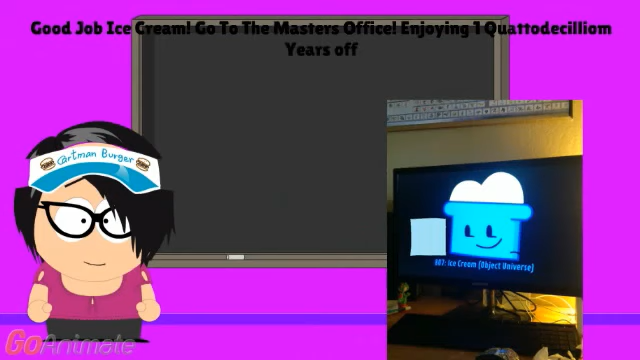 Good Job Ice Cream! Go To The Masters Office! Enjoying 1 Quattodecilliom
Years off
Cartman Burger
607: Ice Cream (Object Universe)
GoAnimate